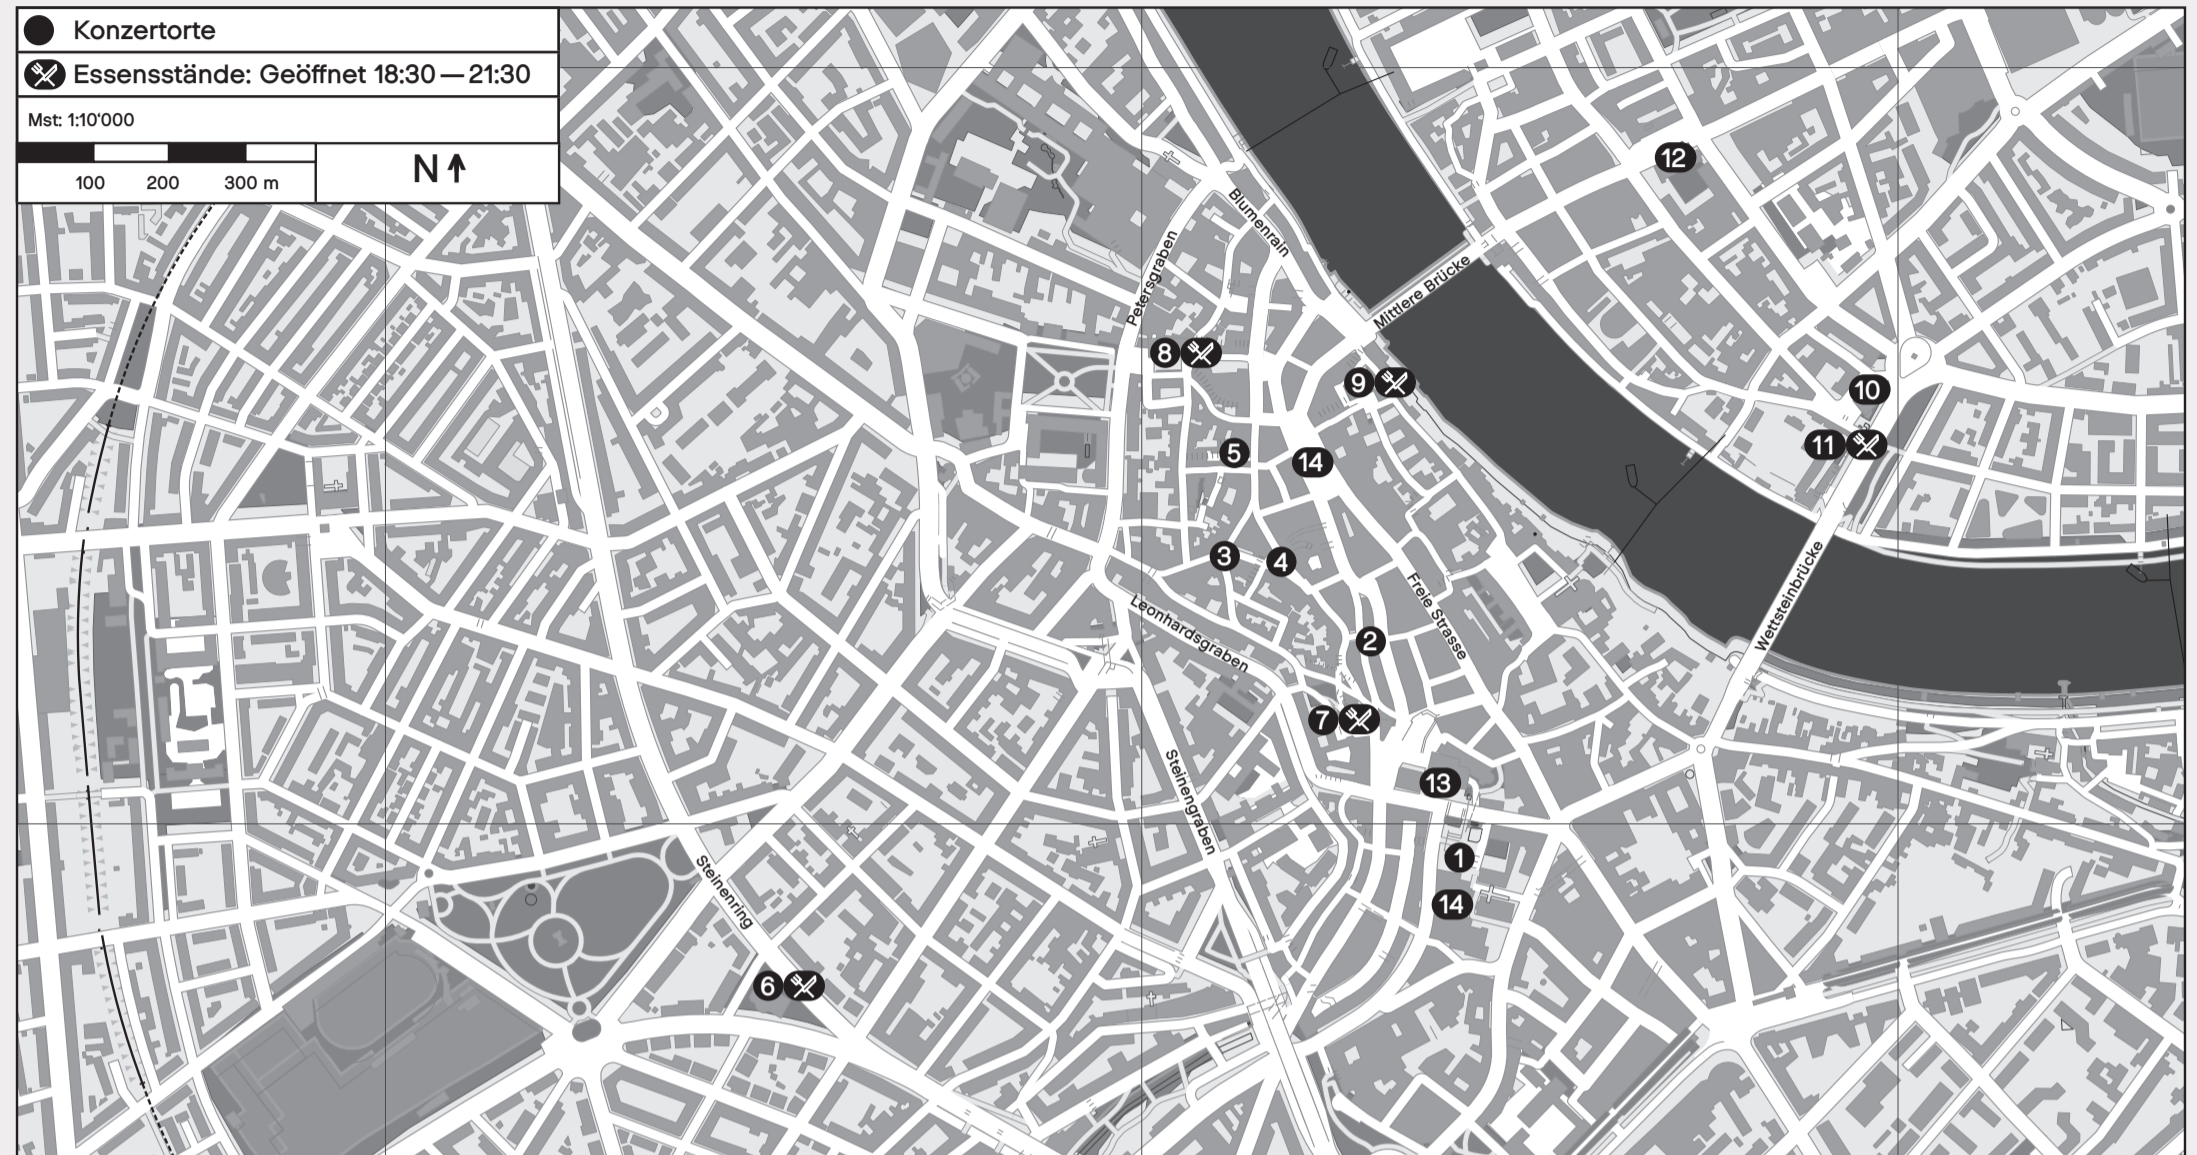 Konzertorte
Essensstände: Geöffnet 18:30 — 21:30
Mst: 1:10'000
100 200 300 m
N
12
Blumenrain
Petersgraben
Mittlere Brücke
8
9
10
11
5
14
3
4
Freie Strasse
Wettsteinbrücke
Leonhardsgraben
2
7
13
Steinengraben
1
14
Steinenring
6